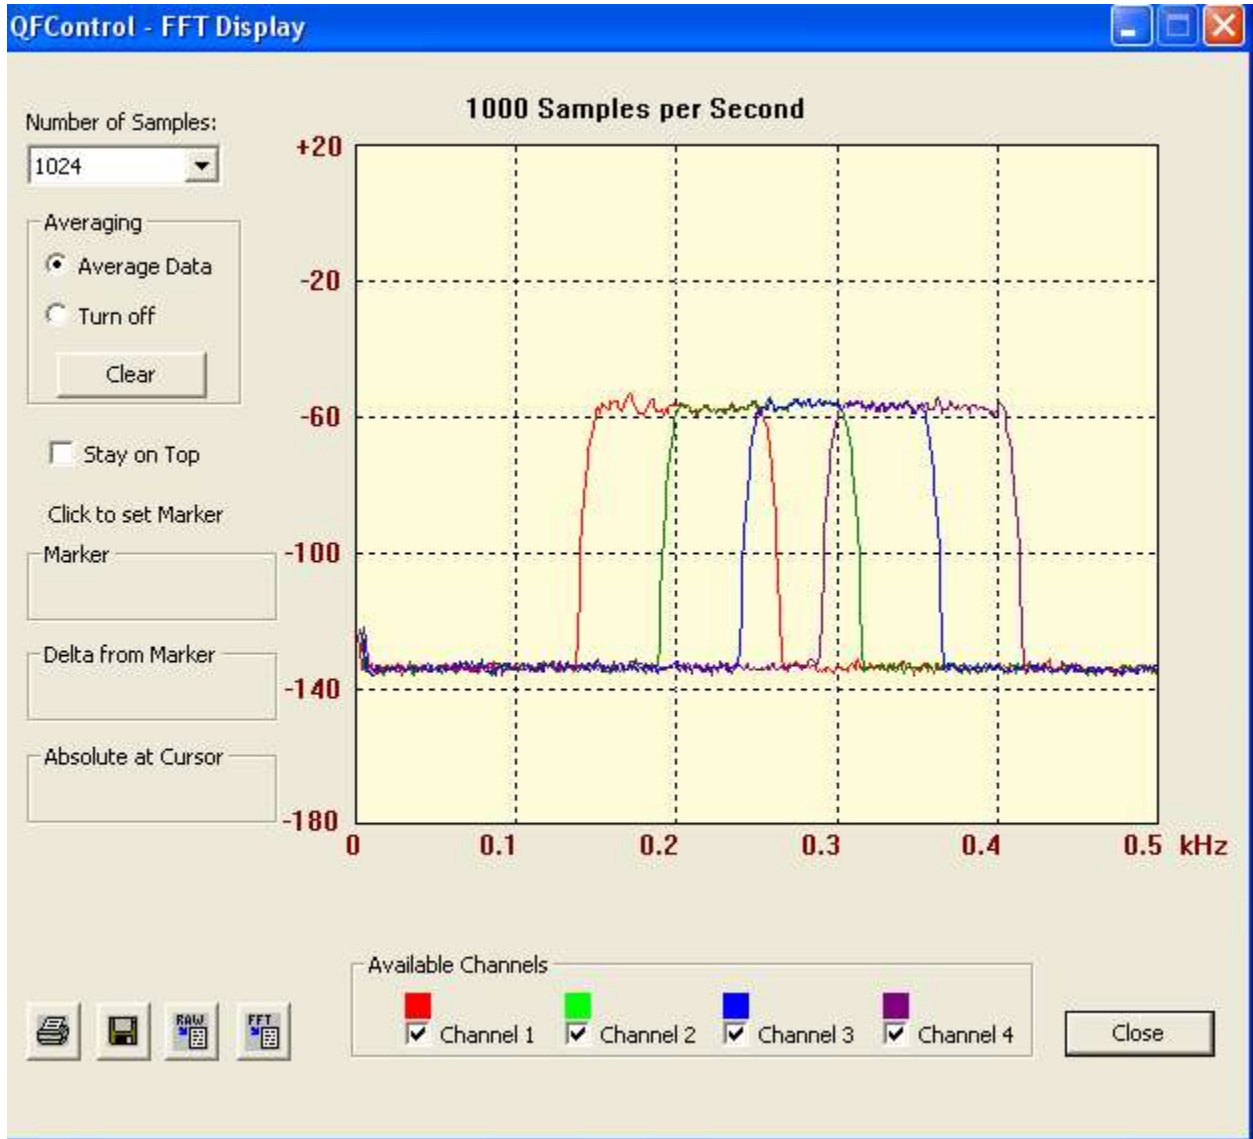 QFControl - FFT Display
Number of Samples:
1024
Averaging
Average Data
Turn off
Clear
Stay on Top
Click to set Marker
Marker
Delta from Marker
Absolute at Cursor
1000 Samples per Second
+20
-20
-60
-100
-140
-180
0 0.1 0.2 0.3 0.4 0.5 kHz
Available Channels
Channel 1 Channel 2 Channel 3 Channel 4
RAW
FFT
Close